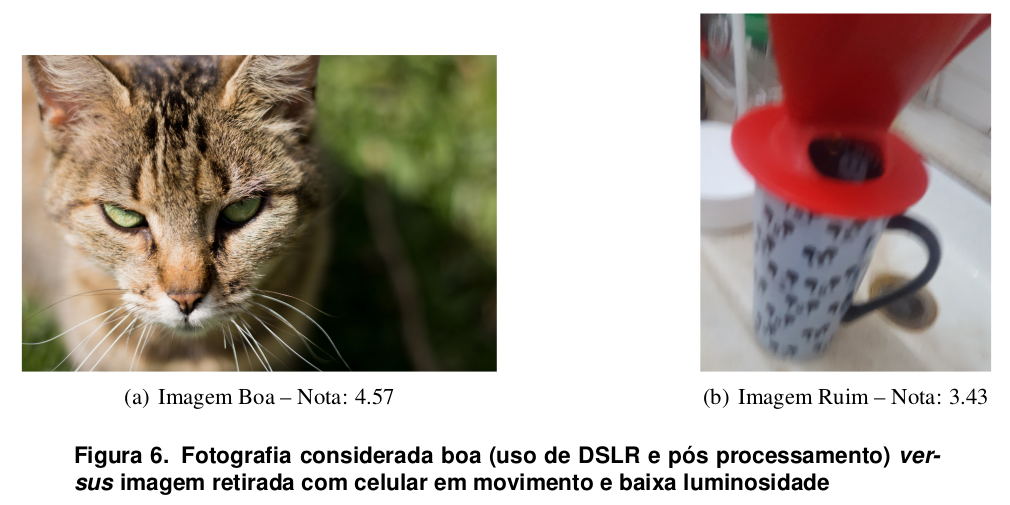 (a) Imagem Boa – Nota: 4.57
(b) Imagem Ruim – Nota: 3.43
Figura 6. Fotografia considerada boa (uso de DSLR e pós processamento) ver-
sus imagem retirada com celular em movimento e baixa luminosidade